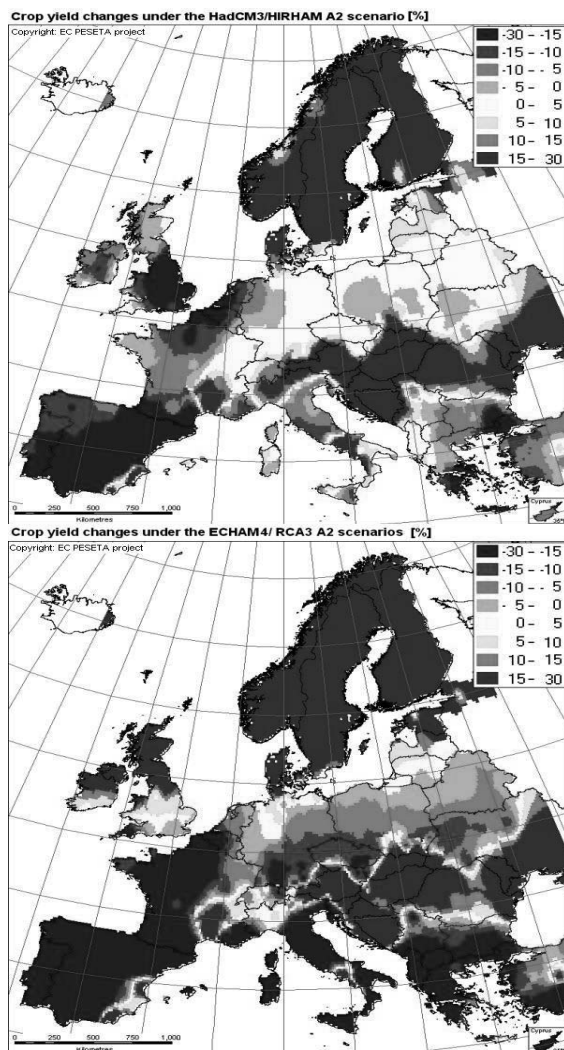 Crop yield changes under the HadCM3/HIRHAM A2 scenario [%]
Copyright: EC PESETA project
-30 - -15
-15 - -10
-10 - -5
- 5 - 0
0 - 5
5 - 10
10 - 15
15 - 30
0 250 500 750 1,000
Kilometres
Cyprus
Crop yield changes under the ECHAM4/ RCA3 A2 scenarios [%]
Copyright: EC PESETA project
-30 - -15
-15 - -10
-10 - -5
- 5 - 0
0 - 5
5 - 10
10 - 15
15 - 30
0 250 500 750 1,000
Kilometres
Cyprus